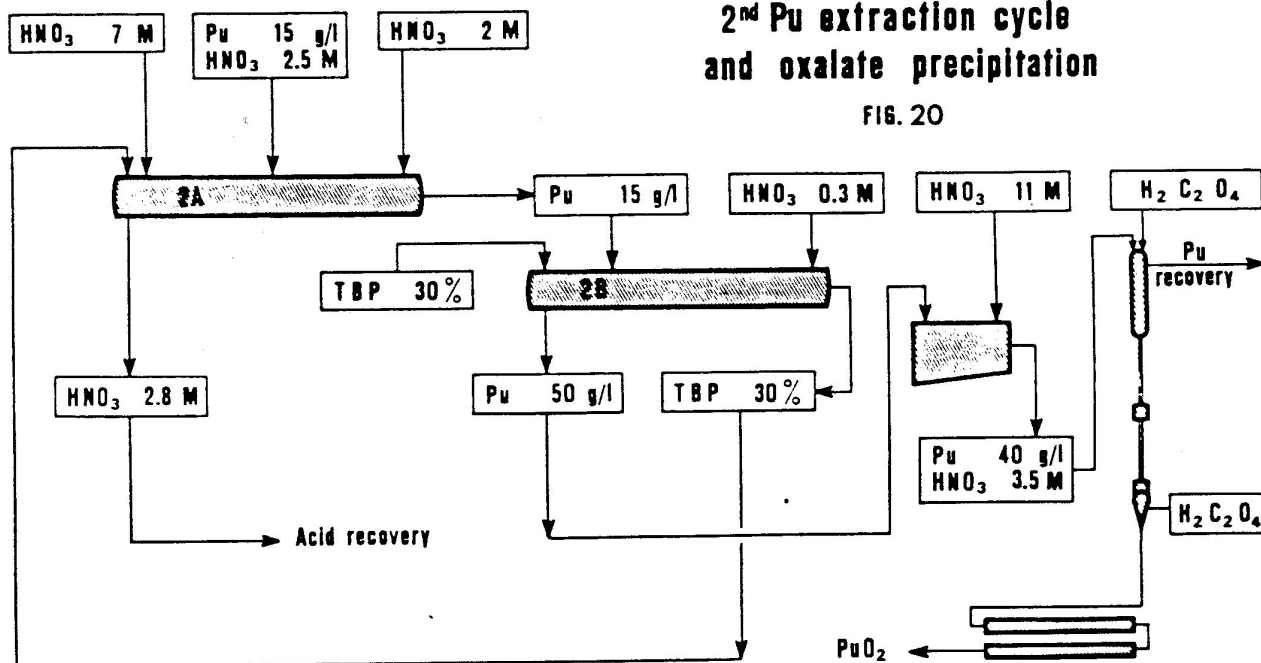 2nd Pu extraction cycle
and oxalate precipitation
FIG. 20
HNO₃ 7 M
Pu 15 g/l
HNO₃ 2.5 M
HNO₃ 2 M
2A
Pu 15 g/l
HNO₃ 0.3 M
HNO₃ 11 M
H₂ C₂ O₄
Pu
recovery
TBP 30%
2B
HNO₃ 2.8 M
Pu 50 g/l
TBP 30%
Pu 40 g/l
HNO₃ 3.5 M
H₂ C₂ O₄
Acid recovery
PuO₂